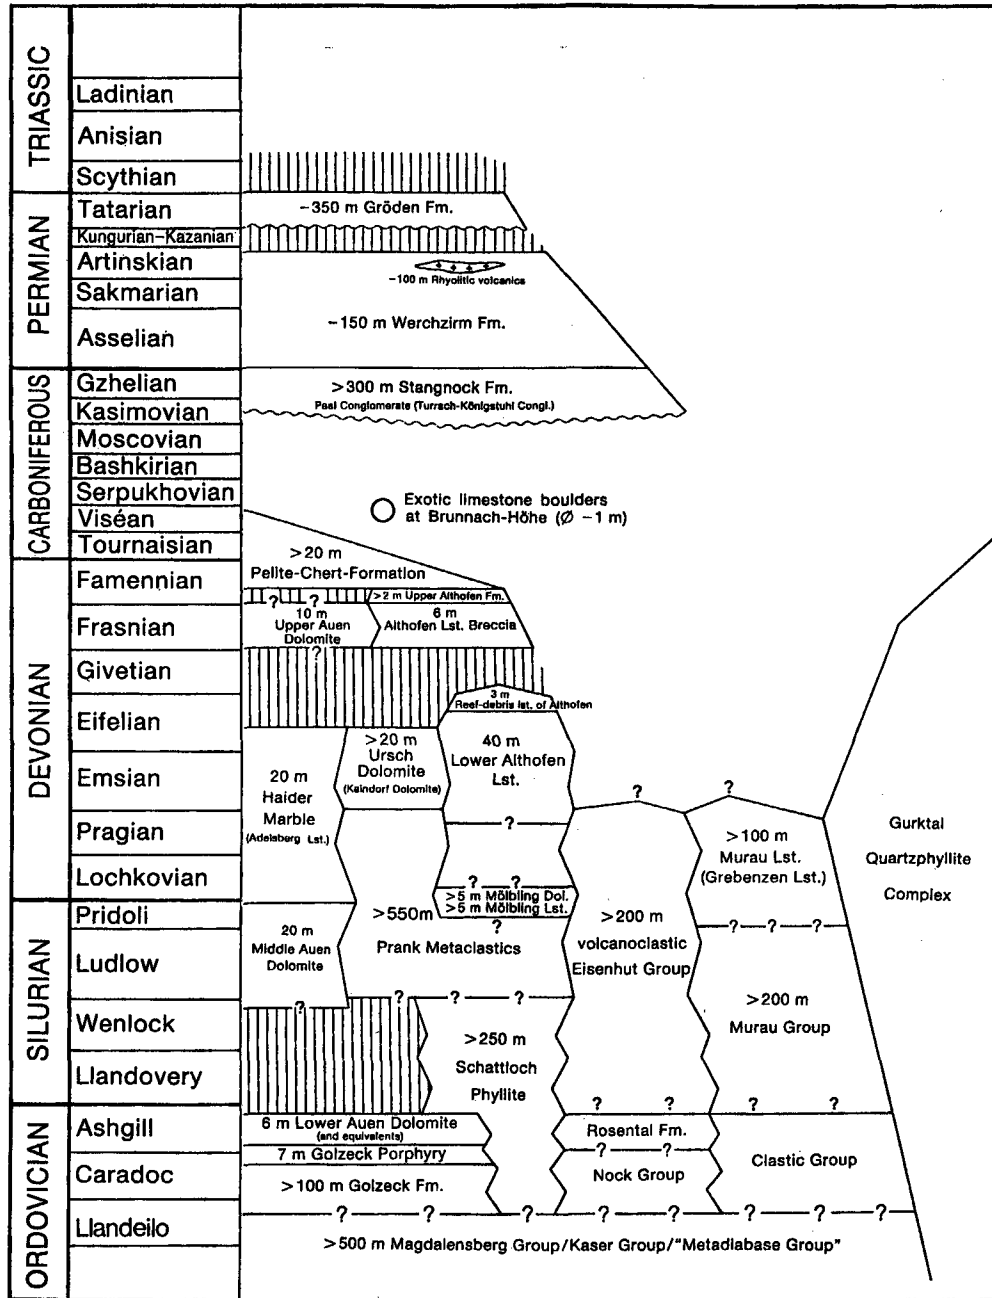 TRIASSIC
Ladinian
Anisian
Scythian
PERMIAN
Tatarian
~350 m Gröden Fm.
Kungurian-Kazanian
Artinskian
~100 m Rhyolitic volcanics
Sakmarian
~150 m Werchzirm Fm.
Asselian
CARBONIFEROUS
Gzhelian
>300 m Stangnock Fm.
Paal Conglomerate (Turrach-Königstuhl Congl.)
Kasimovian
Moscovian
Bashkirian
Serpukhovian
Exotic limestone boulders
at Brunnach-Höhe (Ø ~1 m)
Viséan
Tournaisian
>20 m
Pelite-Chert-Formation
DEVONIAN
Famennian
? ?
>2 m Upper Althofen Fm.
Frasnian
10 m
Upper Auen
Dolomite
?
6 m
Althofen Lst. Breccia
Givetian
3 m
Reef-debris lst. of Althofen
Eifelian
>20 m
Ursch
Dolomite
(Kaindorf Dolomite)
40 m
Lower Althofen
Lst.
Emsian
20 m
Haider
Marble
(Adelsberg Lst.)
? ?
Pragian
?
>100 m
Murau Lst.
(Grebenzen Lst.)
Gurktal
Quartzphyllite
Complex
Lochkovian
? ?
>5 m Mölbling Dol.
>5 m Mölbling Lst.
SILURIAN
Pridoli
>550m
Prank Metaclastics
?
>200 m
volcanoclastic
Eisenhut Group
? ? ?
Ludlow
20 m
Middle Auen
Dolomite
? ? ? ?
>200 m
Murau Group
Wenlock
>250 m
Schattloch
Phyllite
Llandovery
? ? ? ?
ORDOVICIAN
Ashgill
6 m Lower Auen Dolomite
(and equivalents)
Rosental Fm.
? ?
7 m Golzeck Porphyry
Caradoc
>100 m Golzeck Fm.
Nock Group
Clastic Group
Llandeilo
? ? ? ? ? ? ? ? ?
>500 m Magdalensberg Group/Kaser Group/"Metadiabase Group"